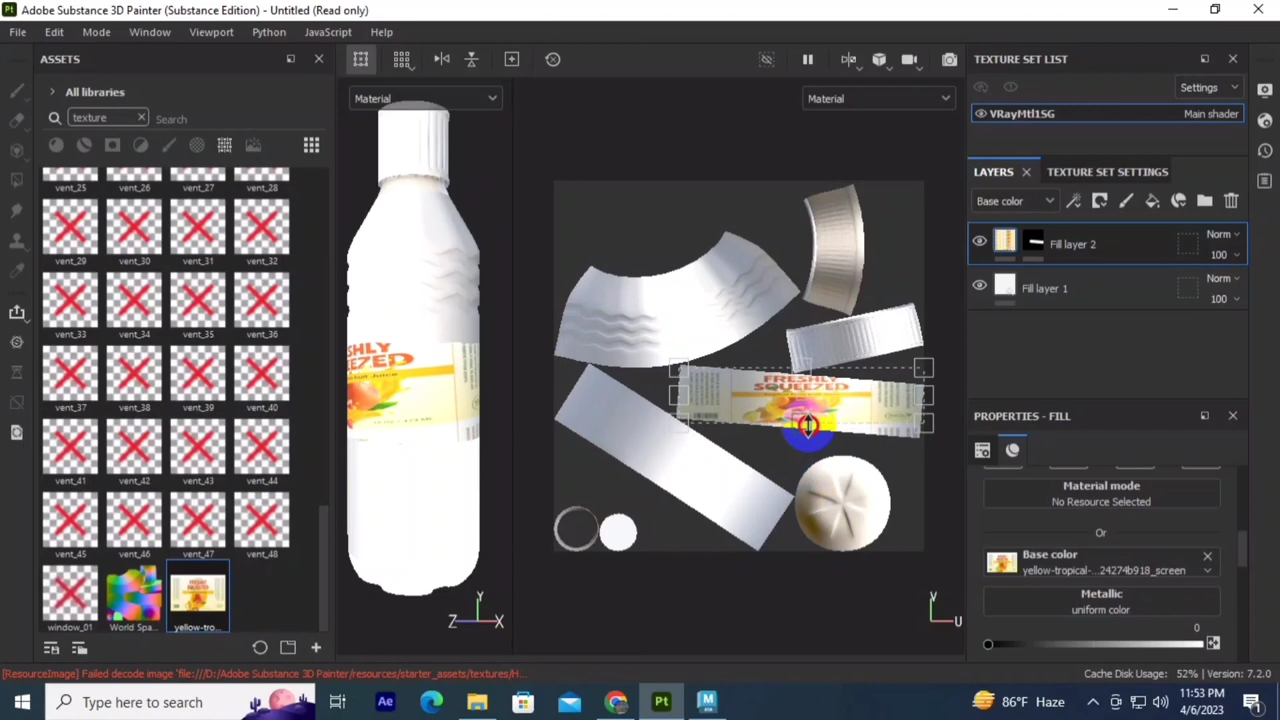 Adobe Substance 3D Painter (Substance Edition) - Untitled (Read only)
File Edit Mode Window Viewport Python JavaScript Help
ASSETS
All libraries
texture
Search
vent_25 vent_26 vent_27 vent_28
vent_29 vent_30 vent_31 vent_32
vent_33 vent_34 vent_35 vent_36
vent_37 vent_38 vent_39 vent_40
vent_41 vent_42 vent_43 vent_44
vent_45 vent_46 vent_47 vent_48
window_01 World Spa... yellow-tro...
Material
Material
SHLY
EEZED
FRESHLY
SQUEEZED
Y
Z X
V
U
TEXTURE SET LIST
Settings
VRayMtl1SG Main shader
LAYERS TEXTURE SET SETTINGS
Base color
Fill layer 2 Norm
100
Fill layer 1 Norm
100
PROPERTIES - FILL
Material mode
No Resource Selected
Or
Base color
yellow-tropical-...24274b918_screen
Metallic
uniform color
0
[ResourceImage] Failed decode image 'file:///D:/Adobe Substance 3D Painter/resources/starter_assets/textures/H...
Cache Disk Usage: 52% | Version: 7.2.0
Type here to search
86°F Haze
11:53 PM
4/6/2023